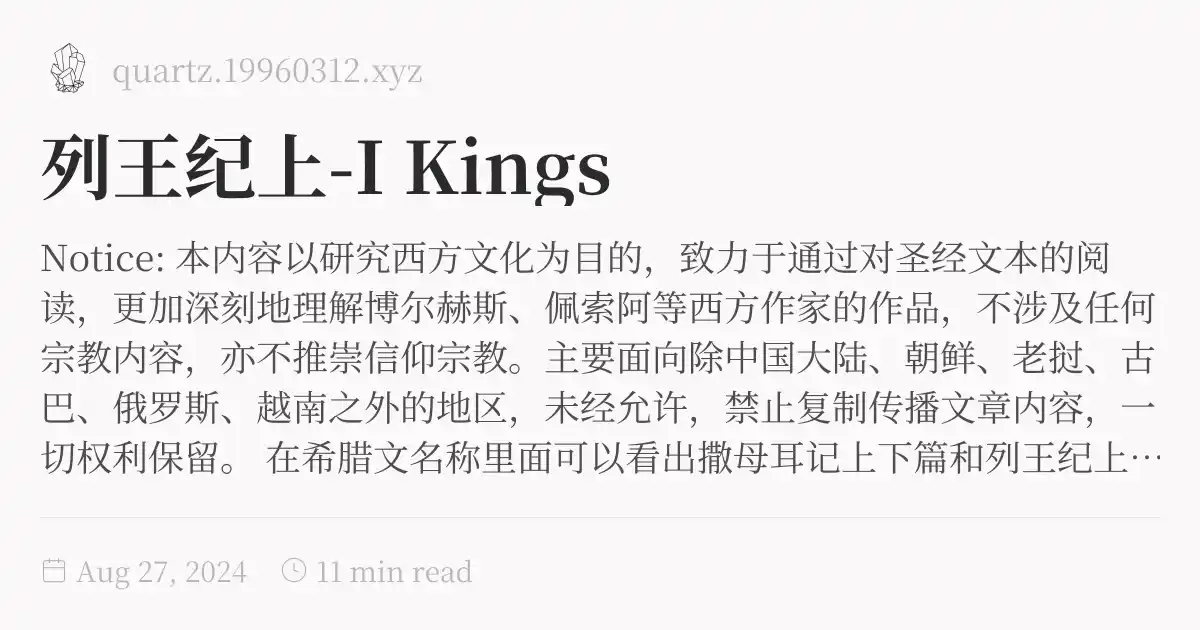 quartz.19960312.xyz
列王纪上-I Kings
Notice: 本内容以研究西方文化为目的，致力于通过对圣经文本的阅
读，更加深刻地理解博尔赫斯、佩索阿等西方作家的作品，不涉及任何
宗教内容，亦不推崇信仰宗教。主要面向除中国大陆、朝鲜、老挝、古
巴、俄罗斯、越南之外的地区，未经允许，禁止复制传播文章内容，一
切权利保留。 在希腊文名称里面可以看出撒母耳记上下篇和列王纪上…
Aug 27, 2024 11 min read